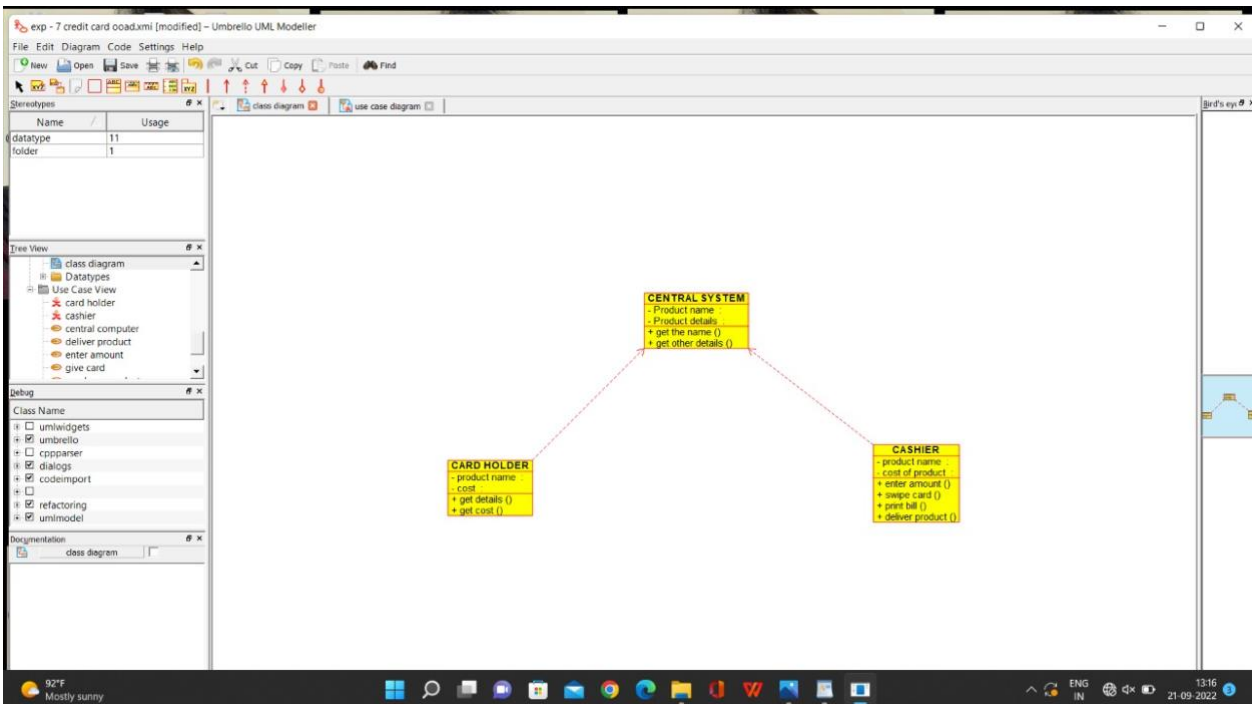 exp - 7 credit card ooad.xmi [modified] – Umbrello UML Modeller
File Edit Diagram Code Settings Help
New Open Save Cut Copy Paste Find
Stereotypes
class diagram
use case diagram
Bird's eye
Name Usage
datatype 11
folder 1
Tree View
class diagram
Datatypes
Use Case View
card holder
cashier
central computer
deliver product
enter amount
give card
CENTRAL SYSTEM
- Product name :
- Product details :
+ get the name ()
+ get other details ()
Debug
Class Name
umlwidgets
umbrello
cppparser
dialogs
codeimport
refactoring
umlmodel
CARD HOLDER
- product name :
- cost :
+ get details ()
+ get cost ()
CASHIER
- product name :
- cost of product :
+ enter amount ()
+ swipe card ()
+ print bill ()
+ deliver product ()
Documentation
class diagram
92°F
Mostly sunny
ENG
IN
13:16
21-09-2022
3